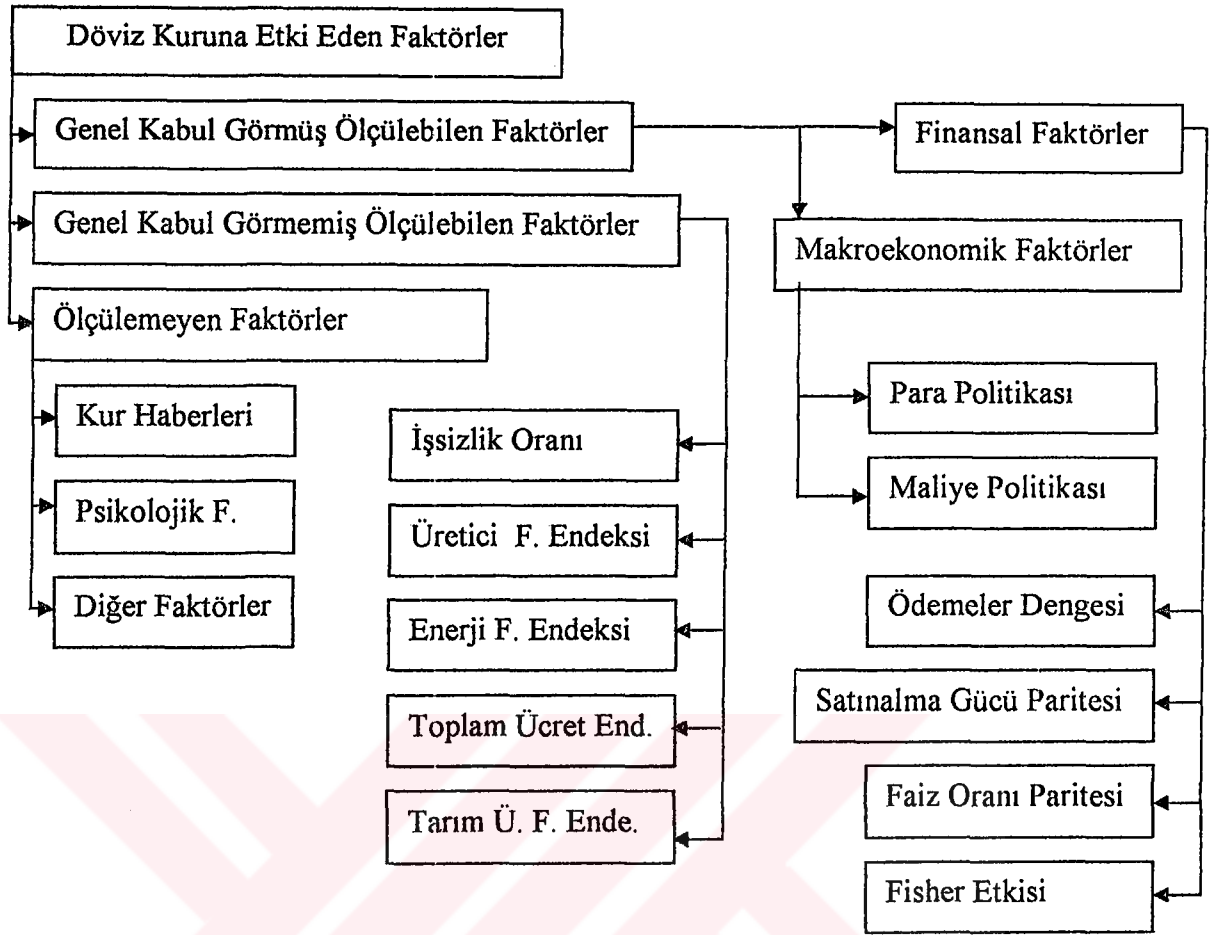 Döviz Kuruna Etki Eden Faktörler
Genel Kabul Görmüş Ölçülebilen Faktörler
Finansal Faktörler
Genel Kabul Görmemiş Ölçülebilen Faktörler
Makroekonomik Faktörler
Ölçülemeyen Faktörler
Kur Haberleri
Psikolojik F.
Diğer Faktörler
İşsizlik Oranı
Üretici F. Endeksi
Enerji F. Endeksi
Toplam Ücret End.
Tarım Ü. F. Ende.
Para Politikası
Maliye Politikası
Ödemeler Dengesi
Satınalma Gücü Paritesi
Faiz Oranı Paritesi
Fisher Etkisi